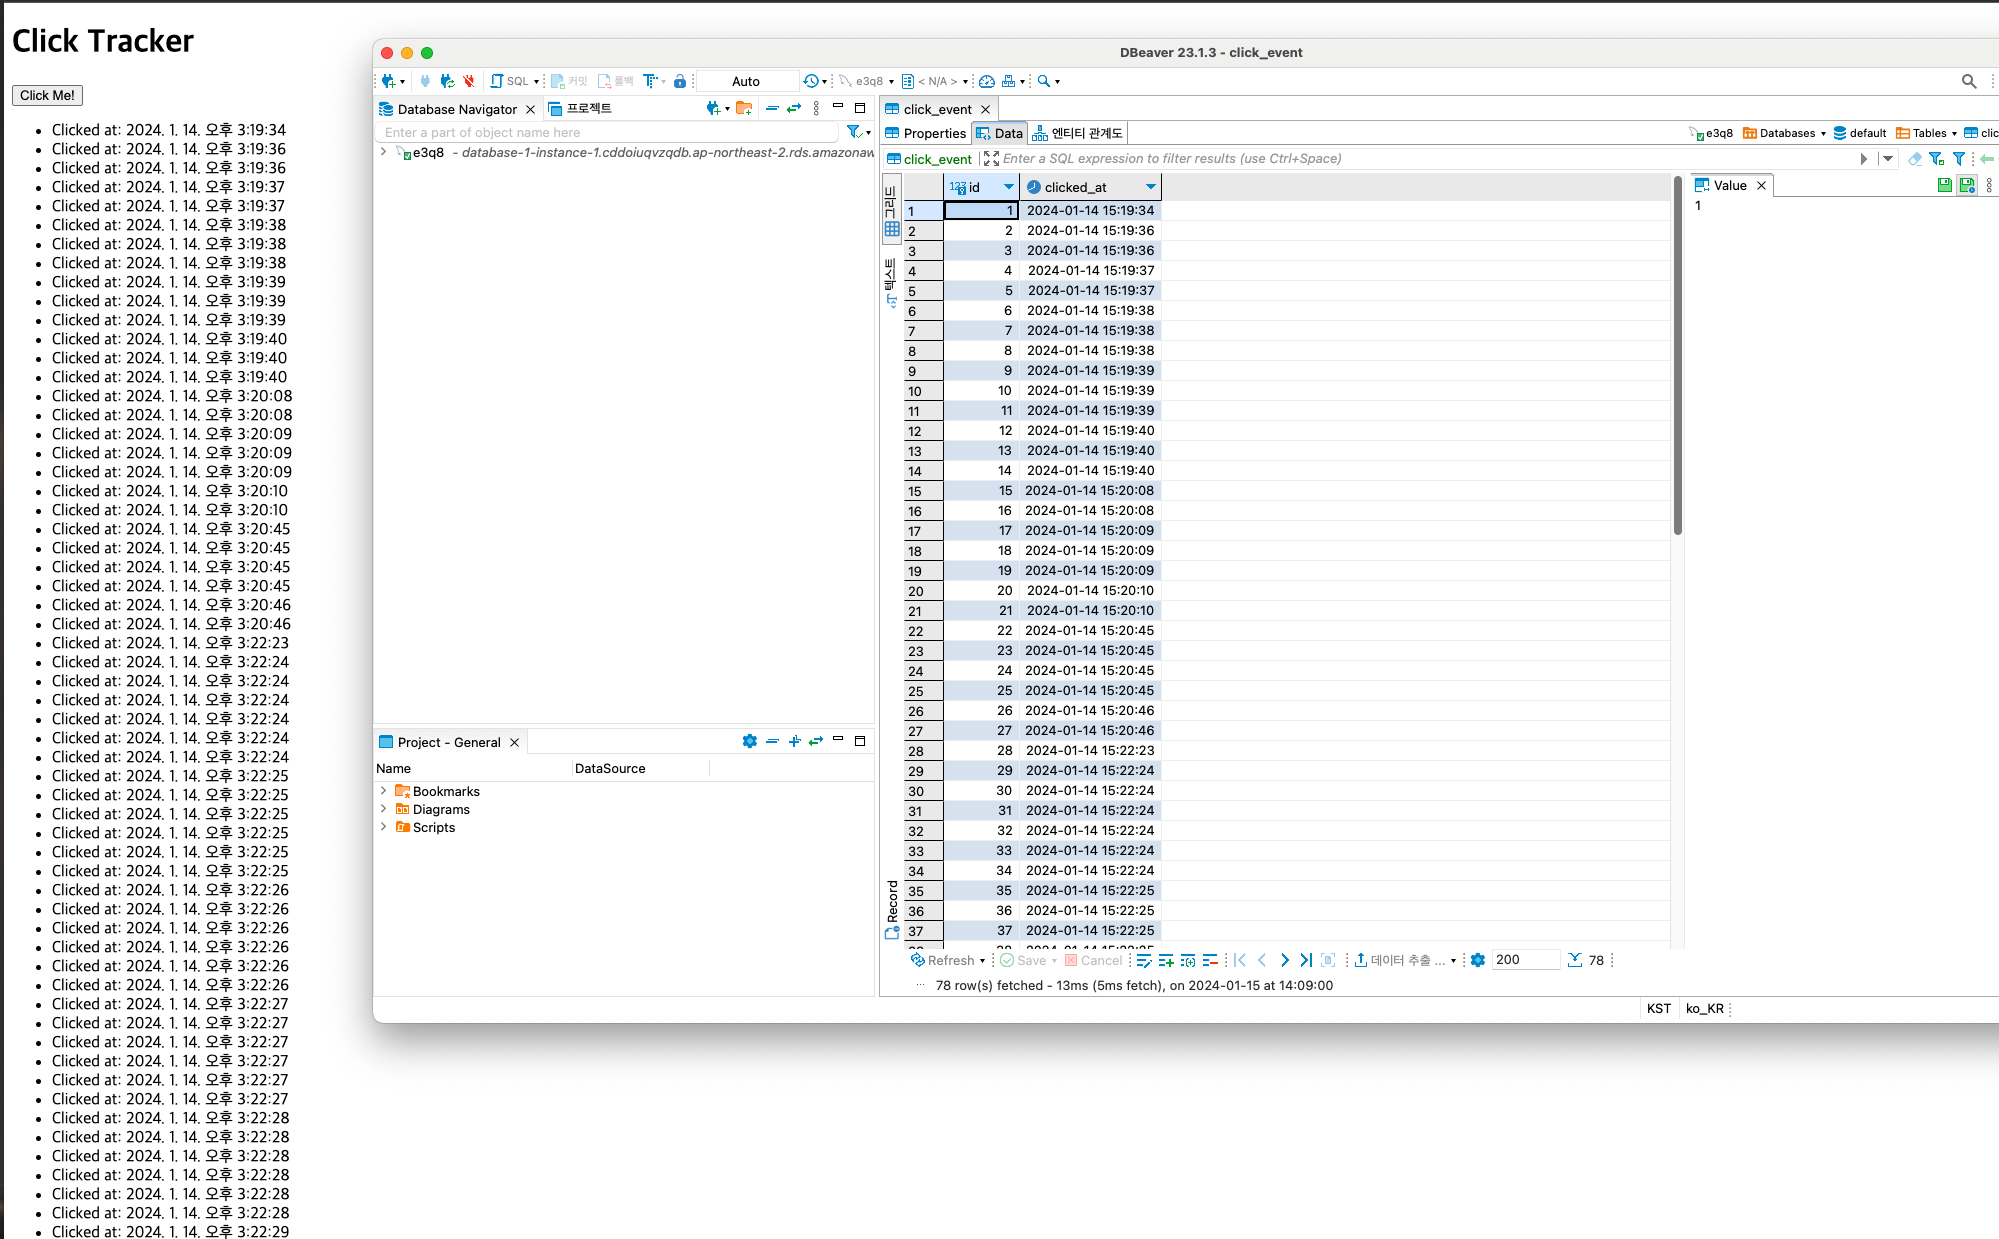 Click Tracker
Click Me!
Clicked at: 2024. 1. 14. 오후 3:19:34
Clicked at: 2024. 1. 14. 오후 3:19:36
Clicked at: 2024. 1. 14. 오후 3:19:36
Clicked at: 2024. 1. 14. 오후 3:19:37
Clicked at: 2024. 1. 14. 오후 3:19:37
Clicked at: 2024. 1. 14. 오후 3:19:38
Clicked at: 2024. 1. 14. 오후 3:19:38
Clicked at: 2024. 1. 14. 오후 3:19:38
Clicked at: 2024. 1. 14. 오후 3:19:39
Clicked at: 2024. 1. 14. 오후 3:19:39
Clicked at: 2024. 1. 14. 오후 3:19:39
Clicked at: 2024. 1. 14. 오후 3:19:40
Clicked at: 2024. 1. 14. 오후 3:19:40
Clicked at: 2024. 1. 14. 오후 3:19:40
Clicked at: 2024. 1. 14. 오후 3:20:08
Clicked at: 2024. 1. 14. 오후 3:20:08
Clicked at: 2024. 1. 14. 오후 3:20:09
Clicked at: 2024. 1. 14. 오후 3:20:09
Clicked at: 2024. 1. 14. 오후 3:20:09
Clicked at: 2024. 1. 14. 오후 3:20:10
Clicked at: 2024. 1. 14. 오후 3:20:10
Clicked at: 2024. 1. 14. 오후 3:20:45
Clicked at: 2024. 1. 14. 오후 3:20:45
Clicked at: 2024. 1. 14. 오후 3:20:45
Clicked at: 2024. 1. 14. 오후 3:20:45
Clicked at: 2024. 1. 14. 오후 3:20:46
Clicked at: 2024. 1. 14. 오후 3:20:46
Clicked at: 2024. 1. 14. 오후 3:22:23
Clicked at: 2024. 1. 14. 오후 3:22:24
Clicked at: 2024. 1. 14. 오후 3:22:24
Clicked at: 2024. 1. 14. 오후 3:22:24
Clicked at: 2024. 1. 14. 오후 3:22:24
Clicked at: 2024. 1. 14. 오후 3:22:24
Clicked at: 2024. 1. 14. 오후 3:22:24
Clicked at: 2024. 1. 14. 오후 3:22:25
Clicked at: 2024. 1. 14. 오후 3:22:25
Clicked at: 2024. 1. 14. 오후 3:22:25
Clicked at: 2024. 1. 14. 오후 3:22:25
Clicked at: 2024. 1. 14. 오후 3:22:25
Clicked at: 2024. 1. 14. 오후 3:22:25
Clicked at: 2024. 1. 14. 오후 3:22:26
Clicked at: 2024. 1. 14. 오후 3:22:26
Clicked at: 2024. 1. 14. 오후 3:22:26
Clicked at: 2024. 1. 14. 오후 3:22:26
Clicked at: 2024. 1. 14. 오후 3:22:26
Clicked at: 2024. 1. 14. 오후 3:22:26
Clicked at: 2024. 1. 14. 오후 3:22:27
Clicked at: 2024. 1. 14. 오후 3:22:27
Clicked at: 2024. 1. 14. 오후 3:22:27
Clicked at: 2024. 1. 14. 오후 3:22:27
Clicked at: 2024. 1. 14. 오후 3:22:27
Clicked at: 2024. 1. 14. 오후 3:22:27
Clicked at: 2024. 1. 14. 오후 3:22:28
Clicked at: 2024. 1. 14. 오후 3:22:28
Clicked at: 2024. 1. 14. 오후 3:22:28
Clicked at: 2024. 1. 14. 오후 3:22:28
Clicked at: 2024. 1. 14. 오후 3:22:28
Clicked at: 2024. 1. 14. 오후 3:22:28
Clicked at: 2024. 1. 14. 오후 3:22:29
DBeaver 23.1.3 - click_event
SQL 커밋 롤백 Auto e3q8 < N/A >
Database Navigator 프로젝트
Enter a part of object name here
e3q8 - database-1-instance-1.cddoiuqvzqdb.ap-northeast-2.rds.amazonaw
Project - General
Name DataSource
Bookmarks
Diagrams
Scripts
click_event
Properties Data 엔티티 관계도 e3q8 Databases default Tables clic
click_event Enter a SQL expression to filter results (use Ctrl+Space)
그리드
텍스트
Record
123 id clicked_at
1 1 2024-01-14 15:19:34
2 2 2024-01-14 15:19:36
3 3 2024-01-14 15:19:36
4 4 2024-01-14 15:19:37
5 5 2024-01-14 15:19:37
6 6 2024-01-14 15:19:38
7 7 2024-01-14 15:19:38
8 8 2024-01-14 15:19:38
9 9 2024-01-14 15:19:39
10 10 2024-01-14 15:19:39
11 11 2024-01-14 15:19:39
12 12 2024-01-14 15:19:40
13 13 2024-01-14 15:19:40
14 14 2024-01-14 15:19:40
15 15 2024-01-14 15:20:08
16 16 2024-01-14 15:20:08
17 17 2024-01-14 15:20:09
18 18 2024-01-14 15:20:09
19 19 2024-01-14 15:20:09
20 20 2024-01-14 15:20:10
21 21 2024-01-14 15:20:10
22 22 2024-01-14 15:20:45
23 23 2024-01-14 15:20:45
24 24 2024-01-14 15:20:45
25 25 2024-01-14 15:20:45
26 26 2024-01-14 15:20:46
27 27 2024-01-14 15:20:46
28 28 2024-01-14 15:22:23
29 29 2024-01-14 15:22:24
30 30 2024-01-14 15:22:24
31 31 2024-01-14 15:22:24
32 32 2024-01-14 15:22:24
33 33 2024-01-14 15:22:24
34 34 2024-01-14 15:22:24
35 35 2024-01-14 15:22:25
36 36 2024-01-14 15:22:25
37 37 2024-01-14 15:22:25
Value
1
Refresh Save Cancel 데이터 추출 ... 200 78
78 row(s) fetched - 13ms (5ms fetch), on 2024-01-15 at 14:09:00
KST ko_KR